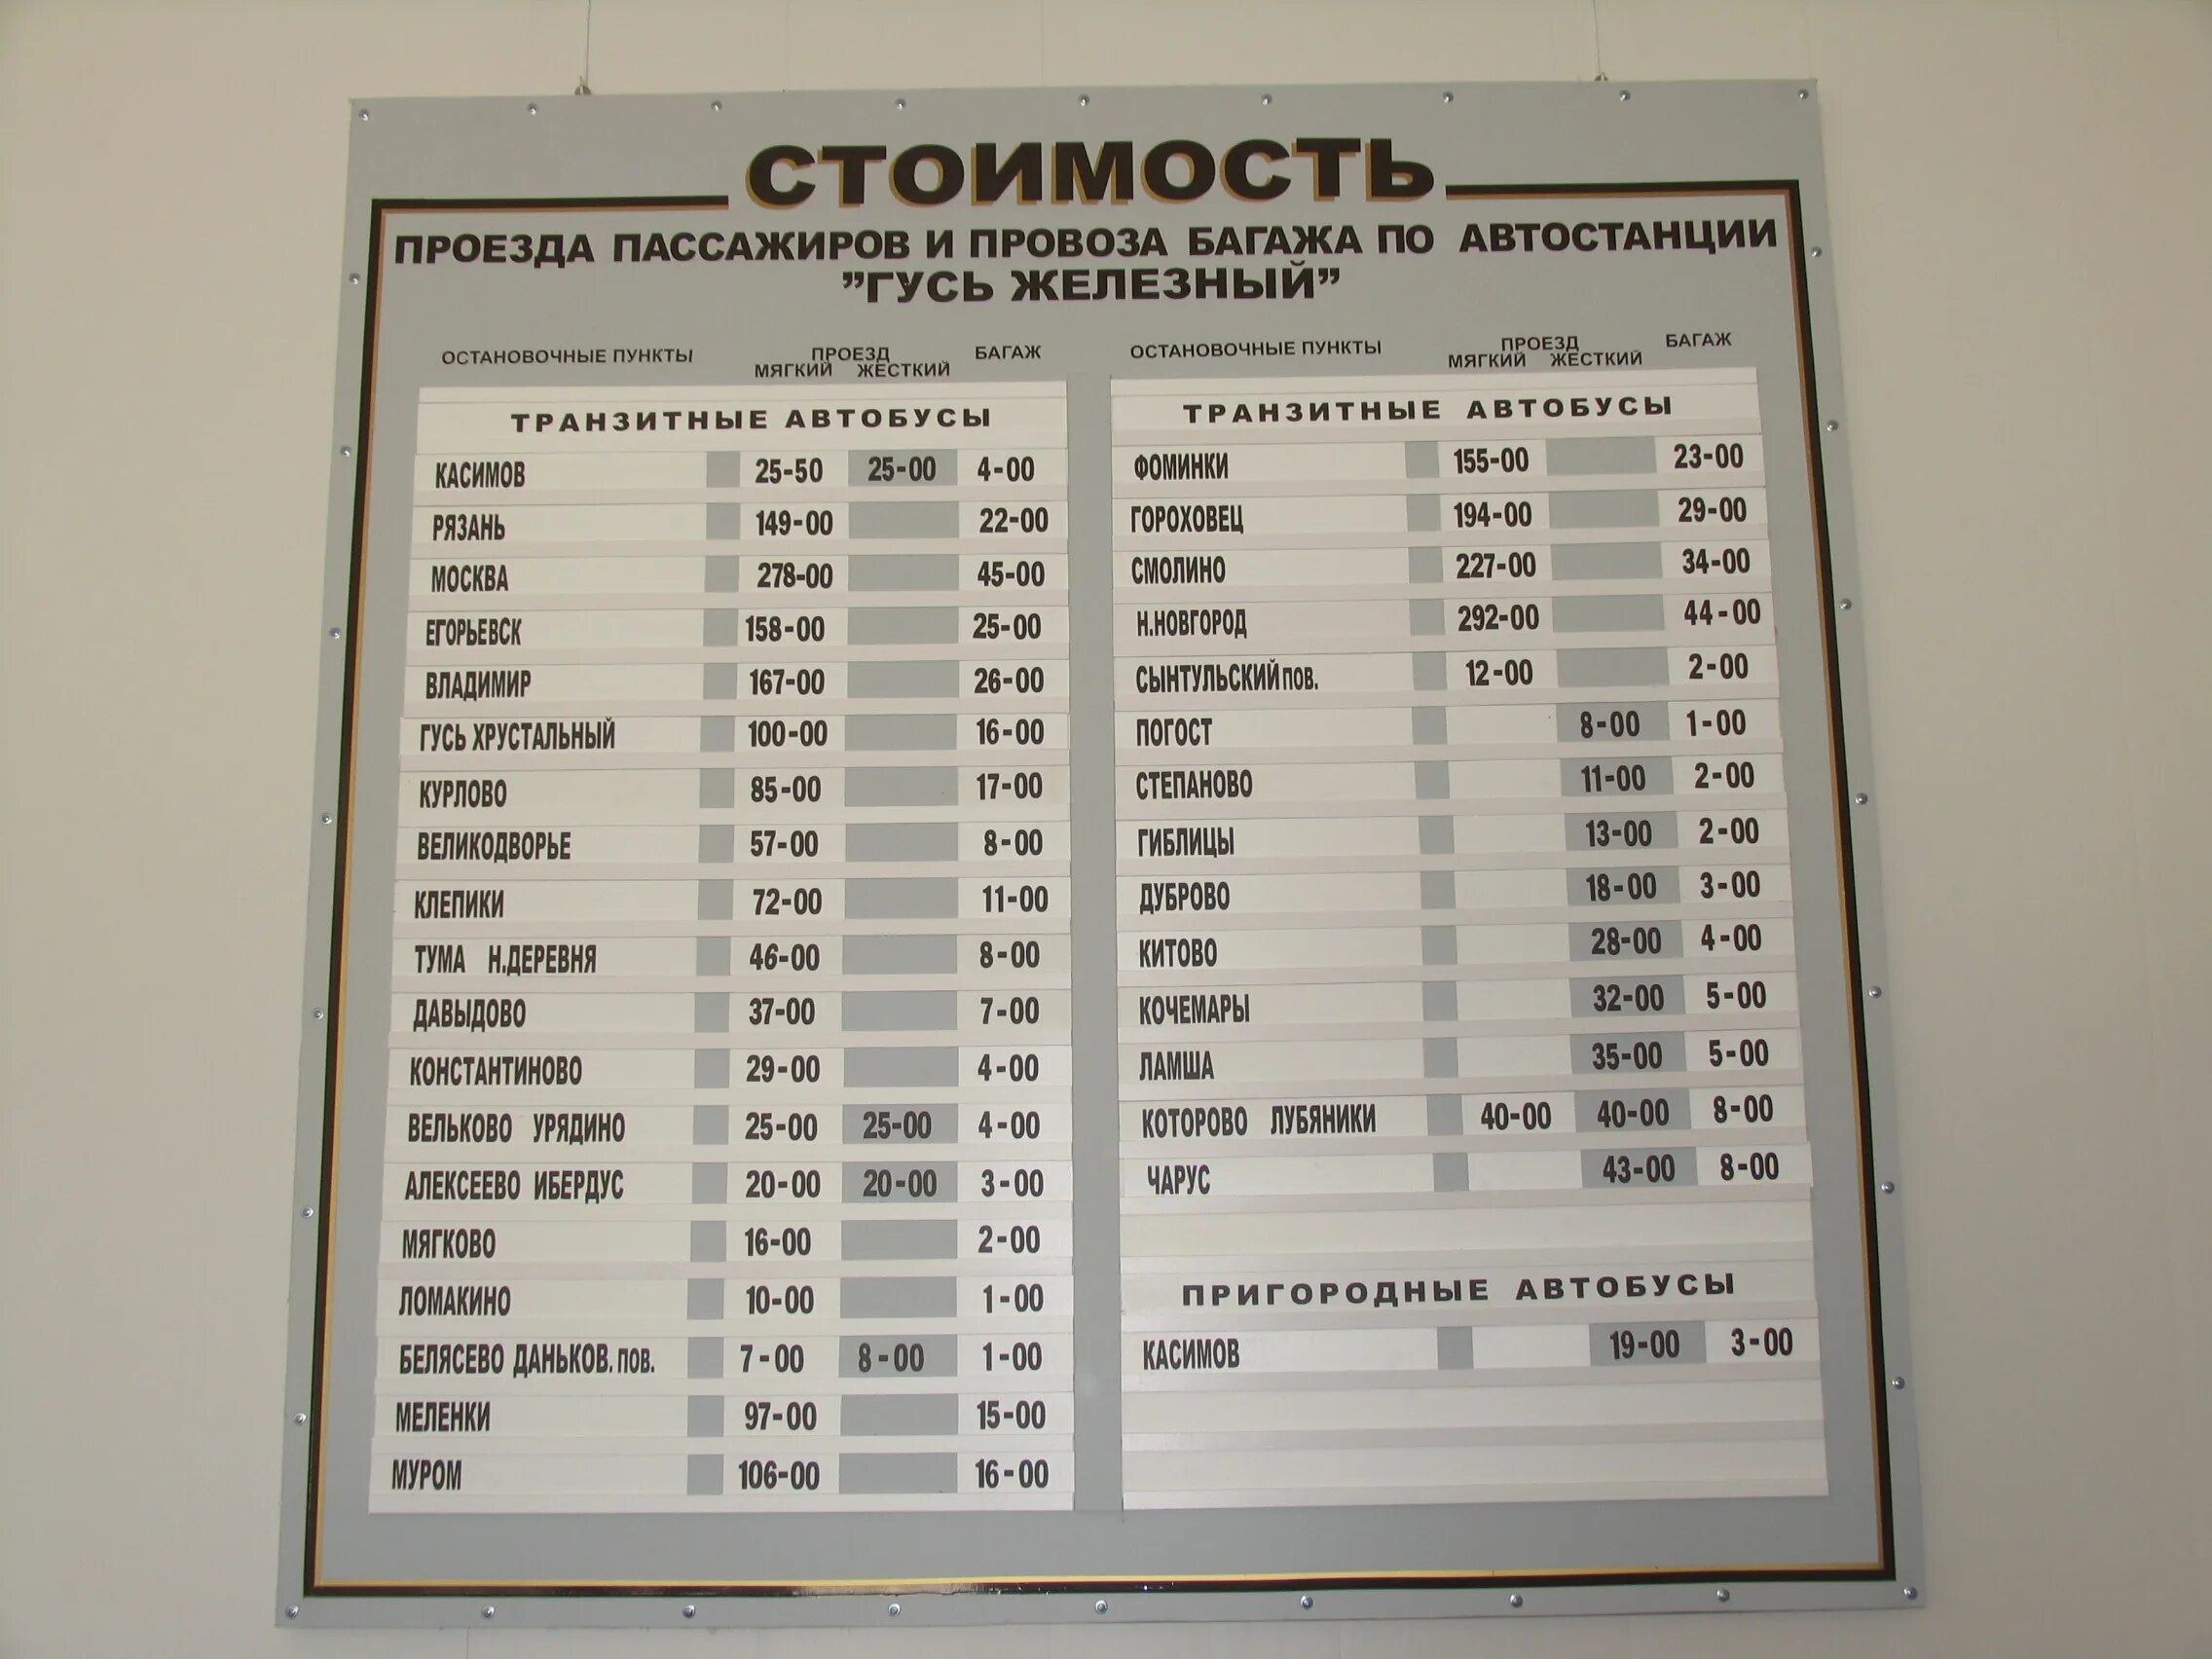 СТОИМОСТЬ
ПРОЕЗДА ПАССАЖИРОВ И ПРОВОЗА БАГАЖА ПО АВТОСТАНЦИИ
"ГУСЬ ЖЕЛЕЗНЫЙ"
ОСТАНОВОЧНЫЕ ПУНКТЫ ПРОЕЗД БАГАЖ
МЯГКИЙ ЖЕСТКИЙ
ТРАНЗИТНЫЕ АВТОБУСЫ
КАСИМОВ 25-50 25-00 4-00
РЯЗАНЬ 149-00 22-00
МОСКВА 278-00 45-00
ЕГОРЬЕВСК 158-00 25-00
ВЛАДИМИР 167-00 26-00
ГУСЬ ХРУСТАЛЬНЫЙ 100-00 16-00
КУРЛОВО 85-00 17-00
ВЕЛИКОДВОРЬЕ 57-00 8-00
КЛЕПИКИ 72-00 11-00
ТУМА Н.ДЕРЕВНЯ 46-00 8-00
ДАВЫДОВО 37-00 7-00
КОНСТАНТИНОВО 29-00 4-00
ВЕЛЬКОВО УРЯДИНО 25-00 25-00 4-00
АЛЕКСЕЕВО ИБЕРДУС 20-00 20-00 3-00
МЯГКОВО 16-00 2-00
ЛОМАКИНО 10-00 1-00
БЕЛЯСЕВО ДАНЬКОВ. пов. 7-00 8-00 1-00
МЕЛЕНКИ 97-00 15-00
МУРОМ 106-00 16-00
ОСТАНОВОЧНЫЕ ПУНКТЫ ПРОЕЗД БАГАЖ
МЯГКИЙ ЖЕСТКИЙ
ТРАНЗИТНЫЕ АВТОБУСЫ
ФОМИНКИ 155-00 23-00
ГОРОХОВЕЦ 194-00 29-00
СМОЛИНО 227-00 34-00
Н.НОВГОРОД 292-00 44-00
СЫНТУЛЬСКИЙ пов. 12-00 2-00
ПОГОСТ 8-00 1-00
СТЕПАНОВО 11-00 2-00
ГИБЛИЦЫ 13-00 2-00
ДУБРОВО 18-00 3-00
КИТОВО 28-00 4-00
КОЧЕМАРЫ 32-00 5-00
ЛАМША 35-00 5-00
КОТОРОВО ЛУБЯНИКИ 40-00 40-00 8-00
ЧАРУС 43-00 8-00
ПРИГОРОДНЫЕ АВТОБУСЫ
КАСИМОВ 19-00 3-00